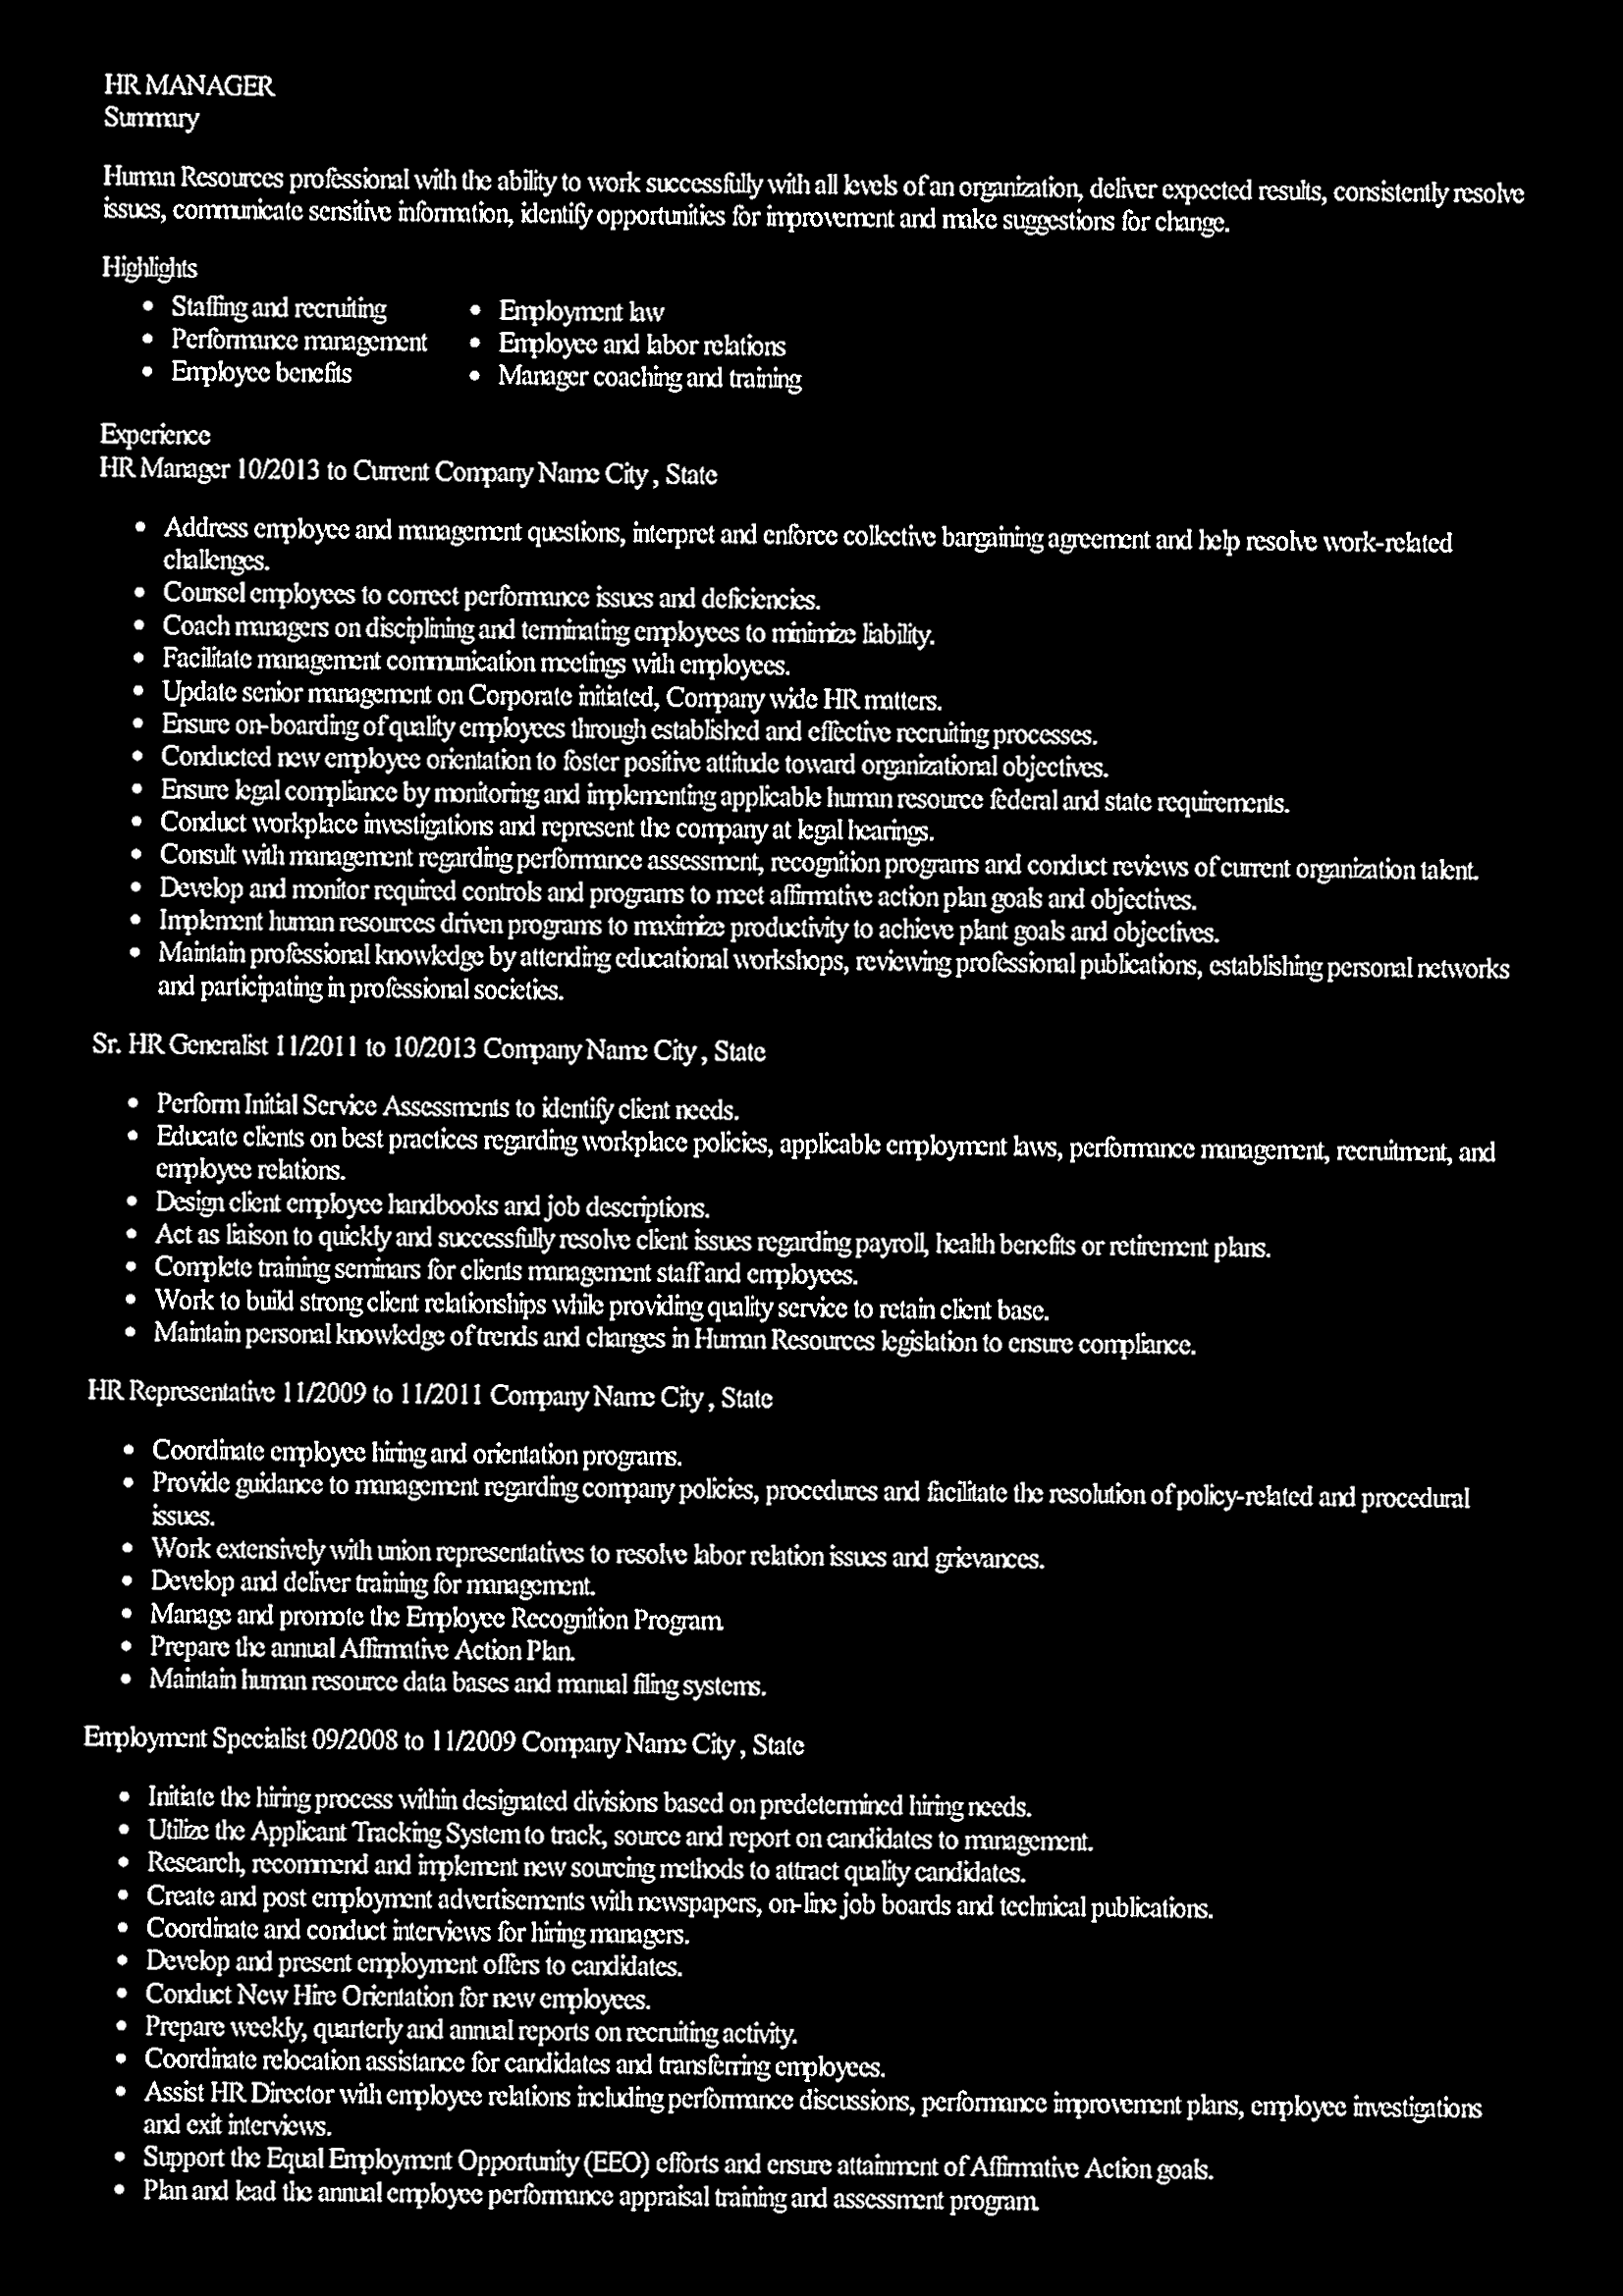 HR MANAGER
Summary
Human Resources professional with the ability to work successfully with all levels of an organization, deliver expected results, consistently resolve
issues, communicate sensitive information, identify opportunities for improvement and make suggestions for change.
Highlights
• Staffing and recruiting
• Performance management
• Employee benefits
• Employment law
• Employee and labor relations
• Manager coaching and training
Experience
HR Manager 10/2013 to Current Company Name City , State
• Address employee and management questions, interpret and enforce collective bargaining agreement and help resolve work-related
challenges.
• Counsel employees to correct performance issues and deficiencies.
• Coach managers on disciplining and terminating employees to minimize liability.
• Facilitate management communication meetings with employees.
• Update senior management on Corporate initiated, Company wide HR matters.
• Ensure on-boarding of quality employees through established and effective recruiting processes.
• Conducted new employee orientation to foster positive attitude toward organizational objectives.
• Ensure legal compliance by monitoring and implementing applicable human resource federal and state requirements.
• Conduct workplace investigations and represent the company at legal hearings.
• Consult with management regarding performance assessment, recognition programs and conduct reviews of current organization talent.
• Develop and monitor required controls and programs to meet affirmative action plan goals and objectives.
• Implement human resources driven programs to maximize productivity to achieve plant goals and objectives.
• Maintain professional knowledge by attending educational workshops, reviewing professional publications, establishing personal networks
and participating in professional societies.
Sr. HR Generalist 11/2011 to 10/2013 Company Name City , State
• Perform Initial Service Assessments to identify client needs.
• Educate clients on best practices regarding workplace policies, applicable employment laws, performance management, recruitment, and
employee relations.
• Design client employee handbooks and job descriptions.
• Act as liaison to quickly and successfully resolve client issues regarding payroll, health benefits or retirement plans.
• Complete training seminars for clients management staff and employees.
• Work to build strong client relationships while providing quality service to retain client base.
• Maintain personal knowledge of trends and changes in Human Resources legislation to ensure compliance.
HR Representative 11/2009 to 11/2011 Company Name City , State
• Coordinate employee hiring and orientation programs.
• Provide guidance to management regarding company policies, procedures and facilitate the resolution of policy-related and procedural
issues.
• Work extensively with union representatives to resolve labor relation issues and grievances.
• Develop and deliver training for management.
• Manage and promote the Employee Recognition Program.
• Prepare the annual Affirmative Action Plan.
• Maintain human resource data bases and manual filing systems.
Employment Specialist 09/2008 to 11/2009 Company Name City , State
• Initiate the hiring process within designated divisions based on predetermined hiring needs.
• Utilize the Applicant Tracking System to track, source and report on candidates to management.
• Research, recommend and implement new sourcing methods to attract quality candidates.
• Create and post employment advertisements with newspapers, on-line job boards and technical publications.
• Coordinate and conduct interviews for hiring managers.
• Develop and present employment offers to candidates.
• Conduct New Hire Orientation for new employees.
• Prepare weekly, quarterly and annual reports on recruiting activity.
• Coordinate relocation assistance for candidates and transferring employees.
• Assist HR Director with employee relations including performance discussions, performance improvement plans, employee investigations
and exit interviews.
• Support the Equal Employment Opportunity (EEO) efforts and ensure attainment of Affirmative Action goals.
• Plan and lead the annual employee performance appraisal training and assessment program.